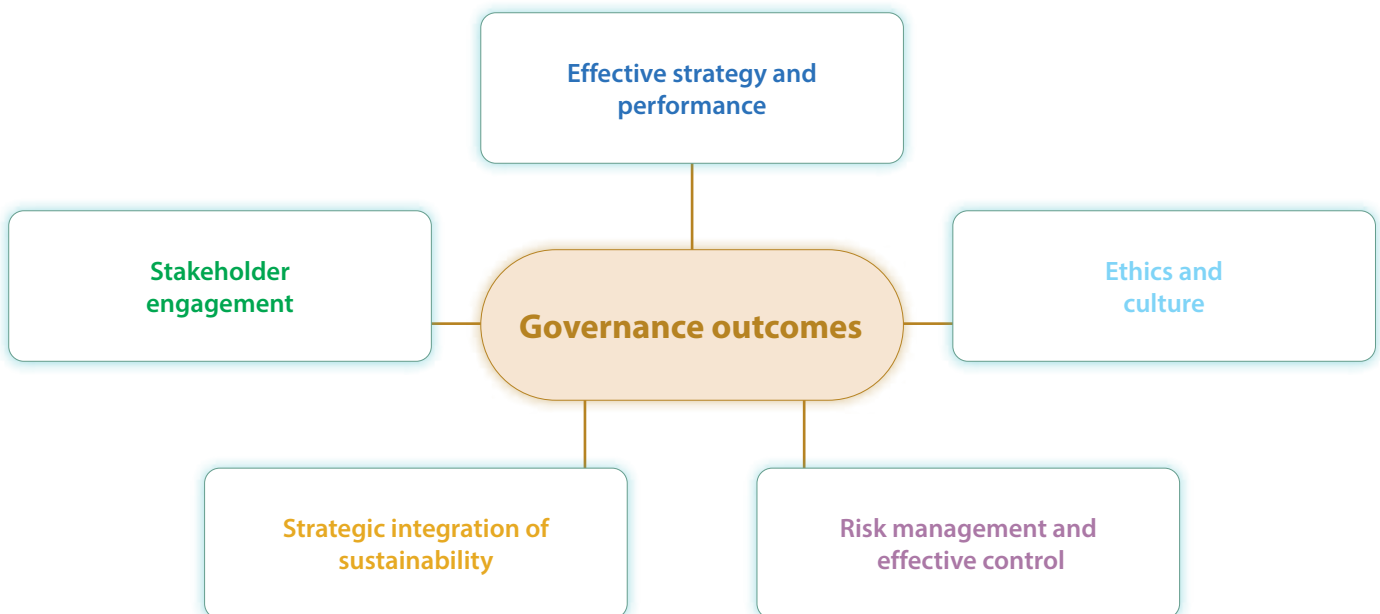 Effective strategy and
performance
Stakeholder
engagement
Ethics and
culture
Governance outcomes
Strategic integration of
sustainability
Risk management and
effective control